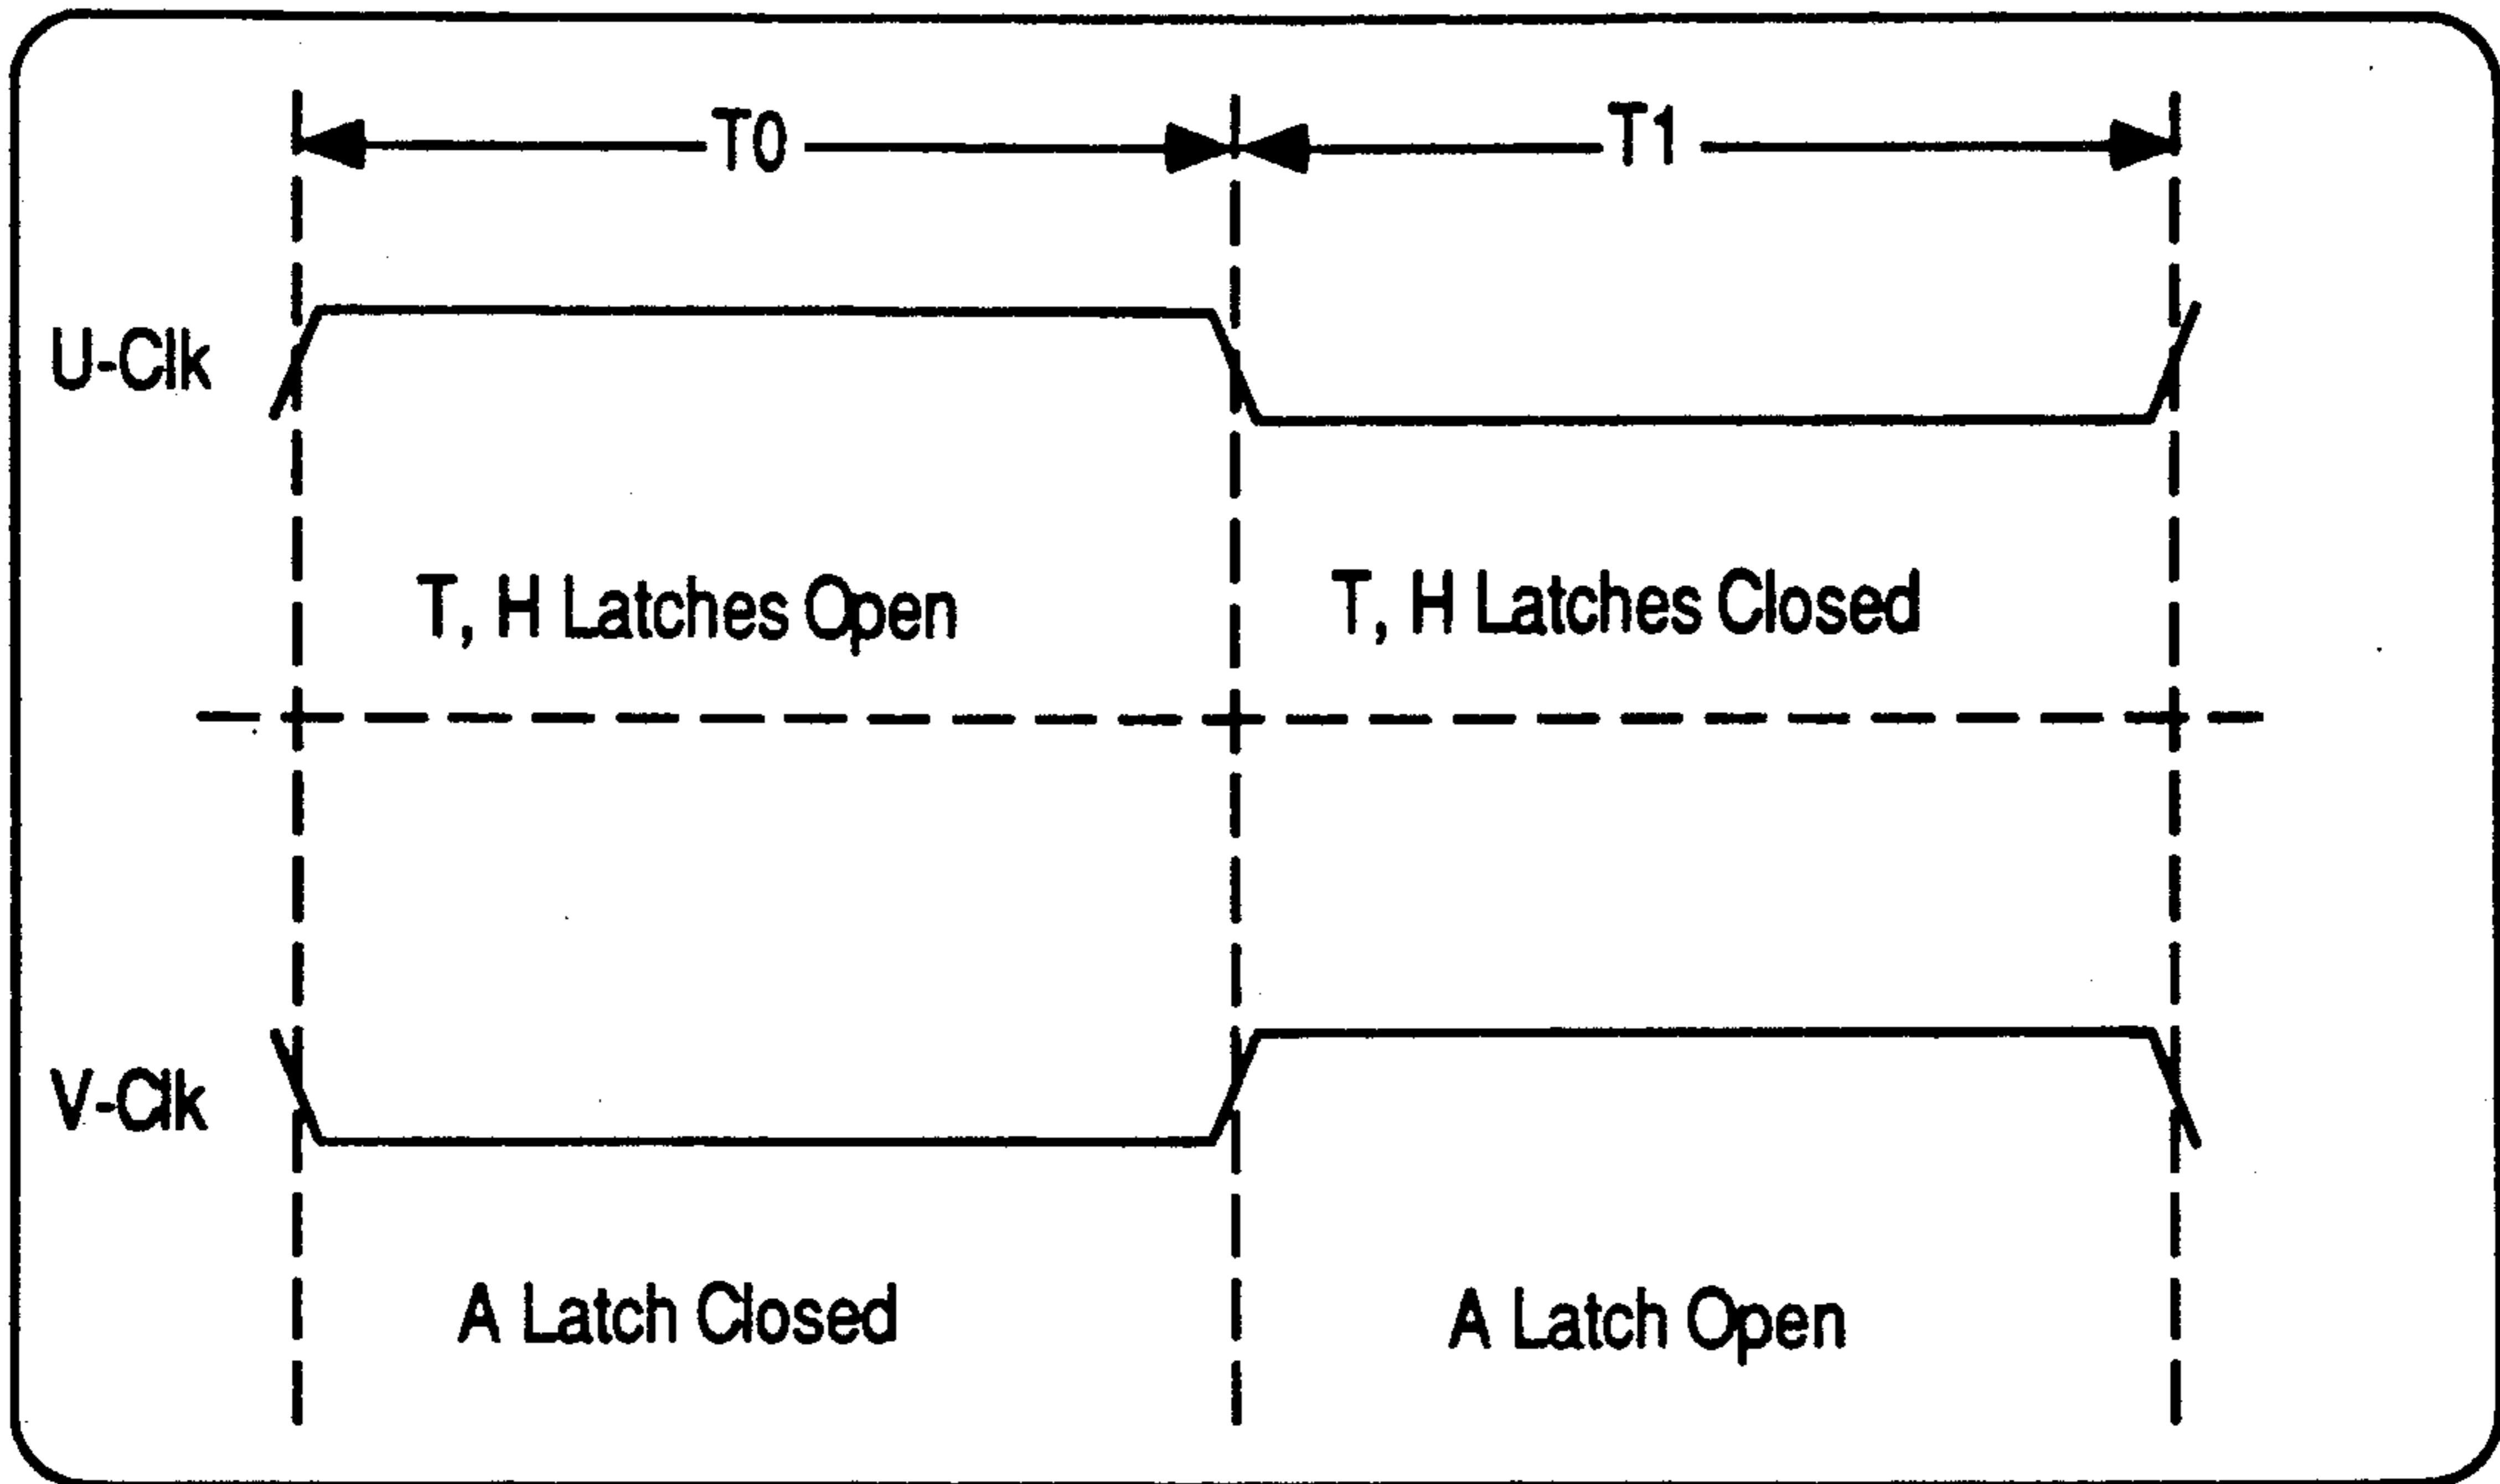 T0
T1
U-Clk
T, H Latches Open
T, H Latches Closed
V-Clk
A Latch Closed
A Latch Open